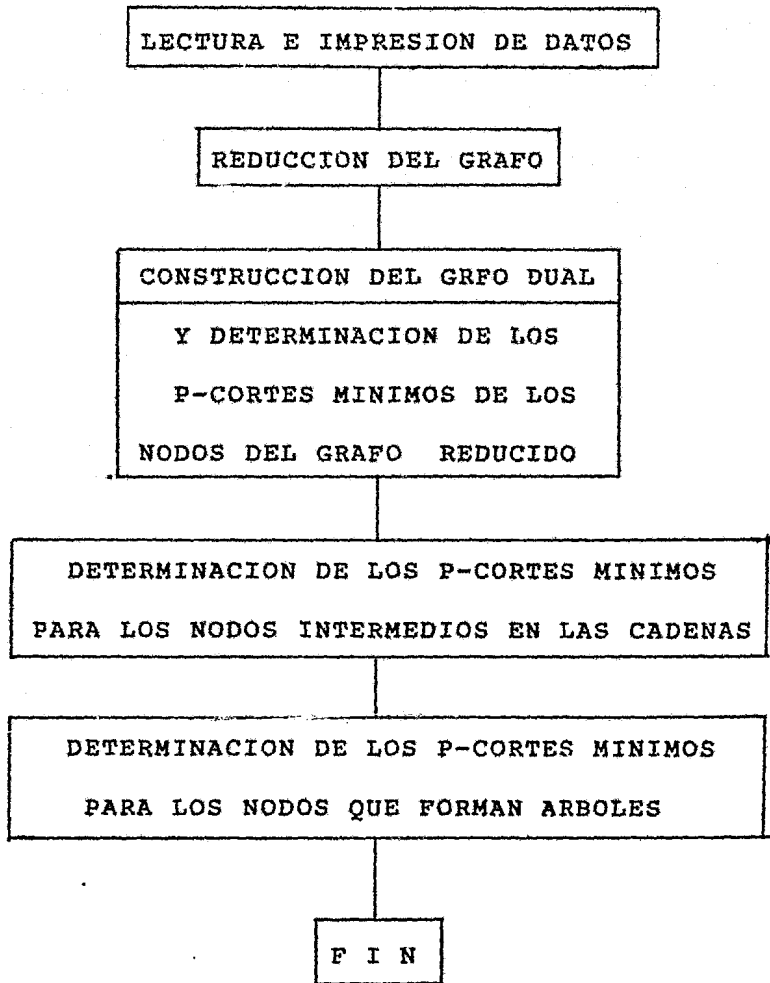 LECTURA E IMPRESION DE DATOS
REDUCCION DEL GRAFO
CONSTRUCCION DEL GRFO DUAL
Y DETERMINACION DE LOS
P-CORTES MINIMOS DE LOS
NODOS DEL GRAFO REDUCIDO
DETERMINACION DE LOS P-CORTES MINIMOS
PARA LOS NODOS INTERMEDIOS EN LAS CADENAS
DETERMINACION DE LOS P-CORTES MINIMOS
PARA LOS NODOS QUE FORMAN ARBOLES
F I N